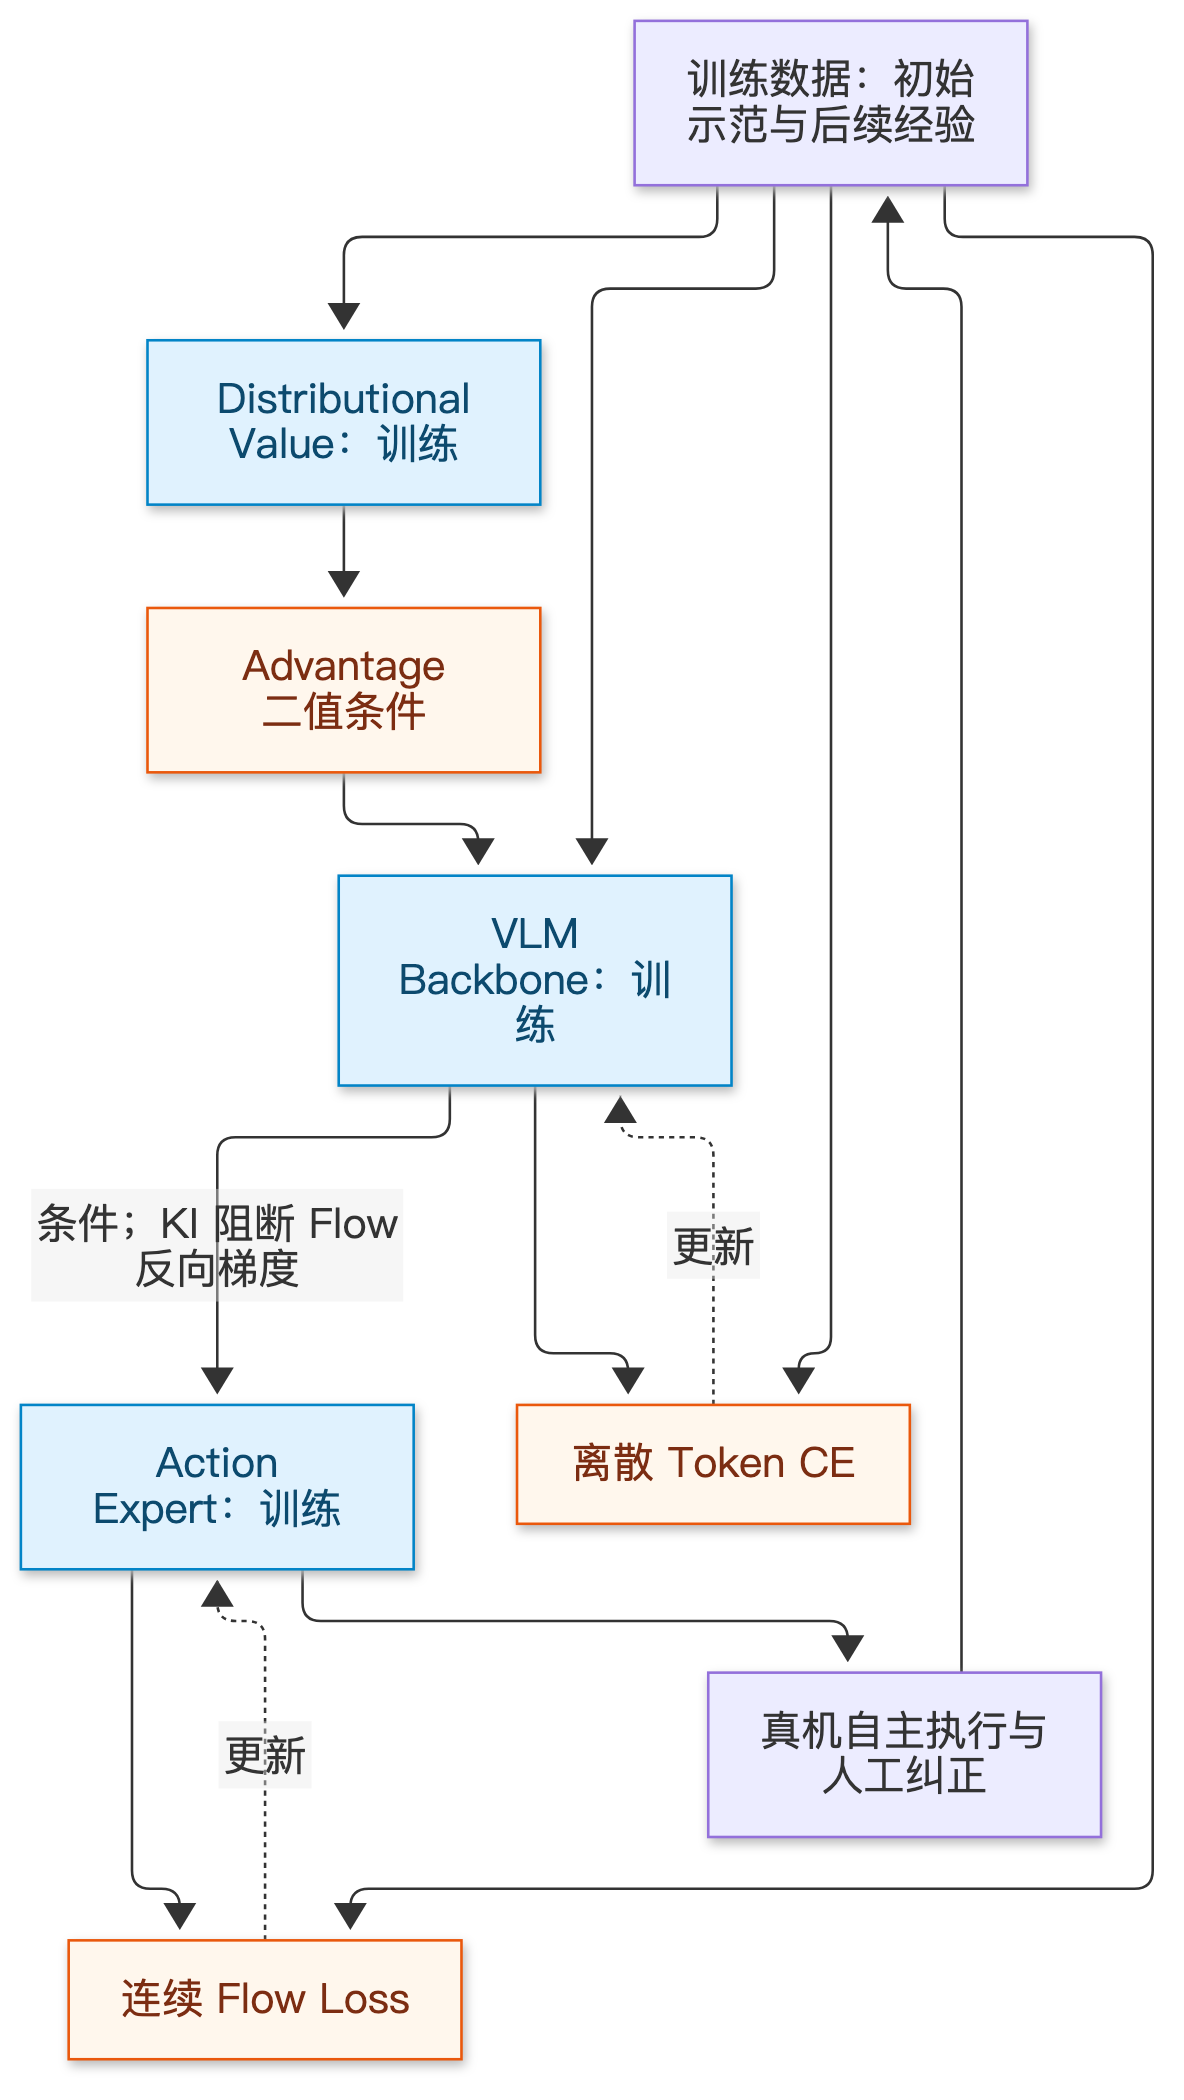 训练数据：初始
示范与后续经验
Distributional
Value：训练
Advantage
二值条件
VLM
Backbone：训
练
条件；KI 阻断 Flow
反向梯度
更新
Action
Expert：训练
离散 Token CE
更新
真机自主执行与
人工纠正
连续 Flow Loss